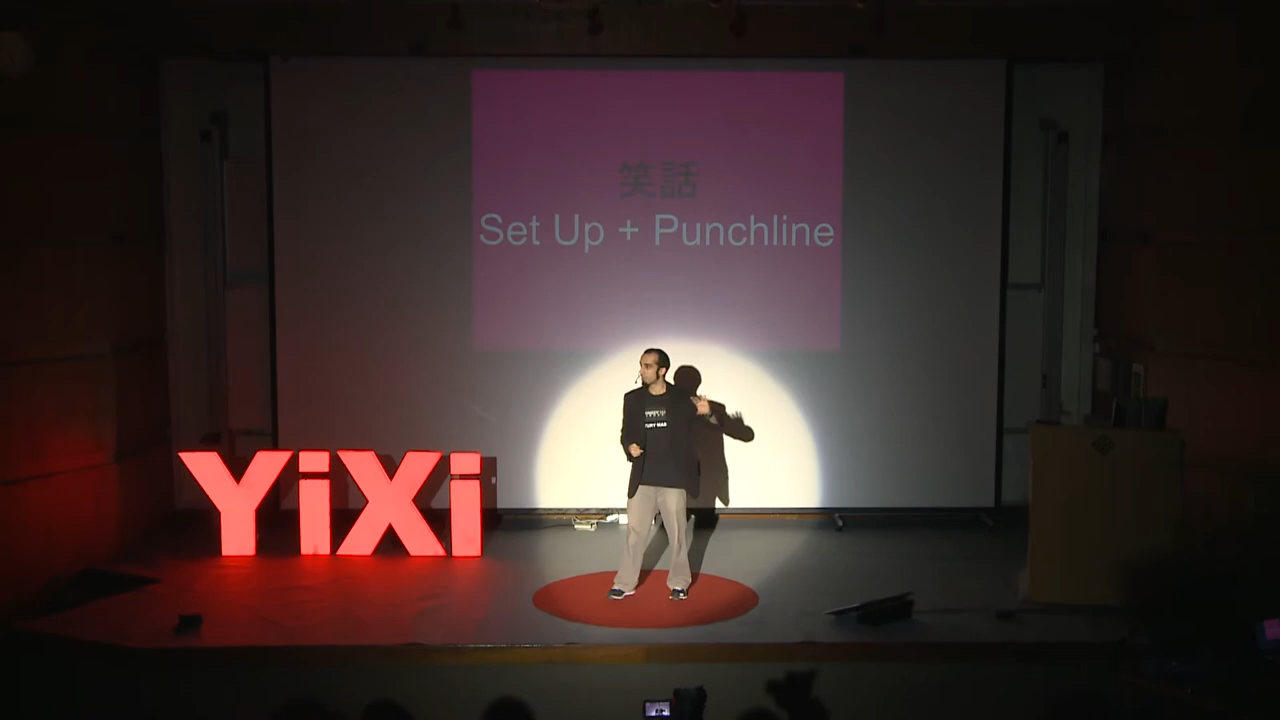 笑話
Set Up + Punchline
YiXi